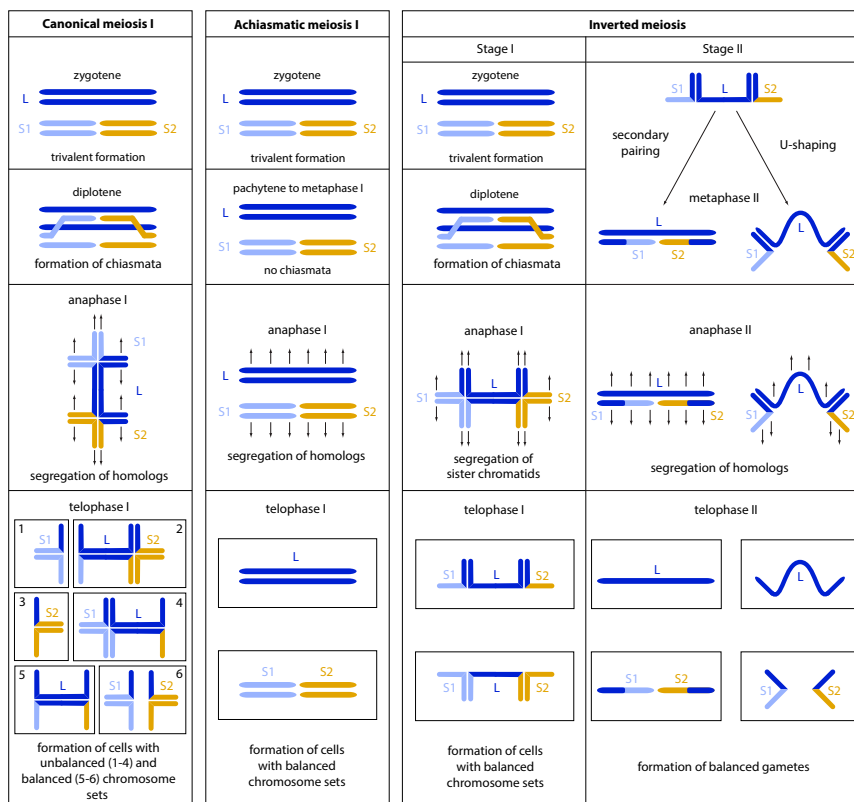 Canonical meiosis I
zygotene
L
S1
S2
trivalent formation
diplotene
formation of chiasmata
anaphase I
S1
L
S2
segregation of homologs
telophase I
1
S1
2
L
S2
3
S2
4
S1
L
5
L
6
S1
S2
formation of cells with
unbalanced (1-4) and
balanced (5-6) chromosome
sets
Achiasmatic meiosis I
zygotene
L
S1
S2
trivalent formation
pachytene to metaphase I
L
S1
S2
no chiasmata
anaphase I
L
S1
S2
segregation of homologs
telophase I
L
S1
S2
formation of cells
with balanced
chromosome sets
Inverted meiosis
Stage I
zygotene
L
S1
S2
trivalent formation
diplotene
formation of chiasmata
anaphase I
S1
L
S2
segregation of
sister chromatids
telophase I
S1
L
S2
S1
L
S2
formation of cells
with balanced
chromosome sets
Stage II
S1
L
S2
secondary
pairing
U-shaping
metaphase II
L
S1
S2
L
S1
S2
anaphase II
L
S1
S2
L
S1
S2
segregation of homologs
telophase II
L
L
S1
S2
S1
S2
formation of balanced gametes